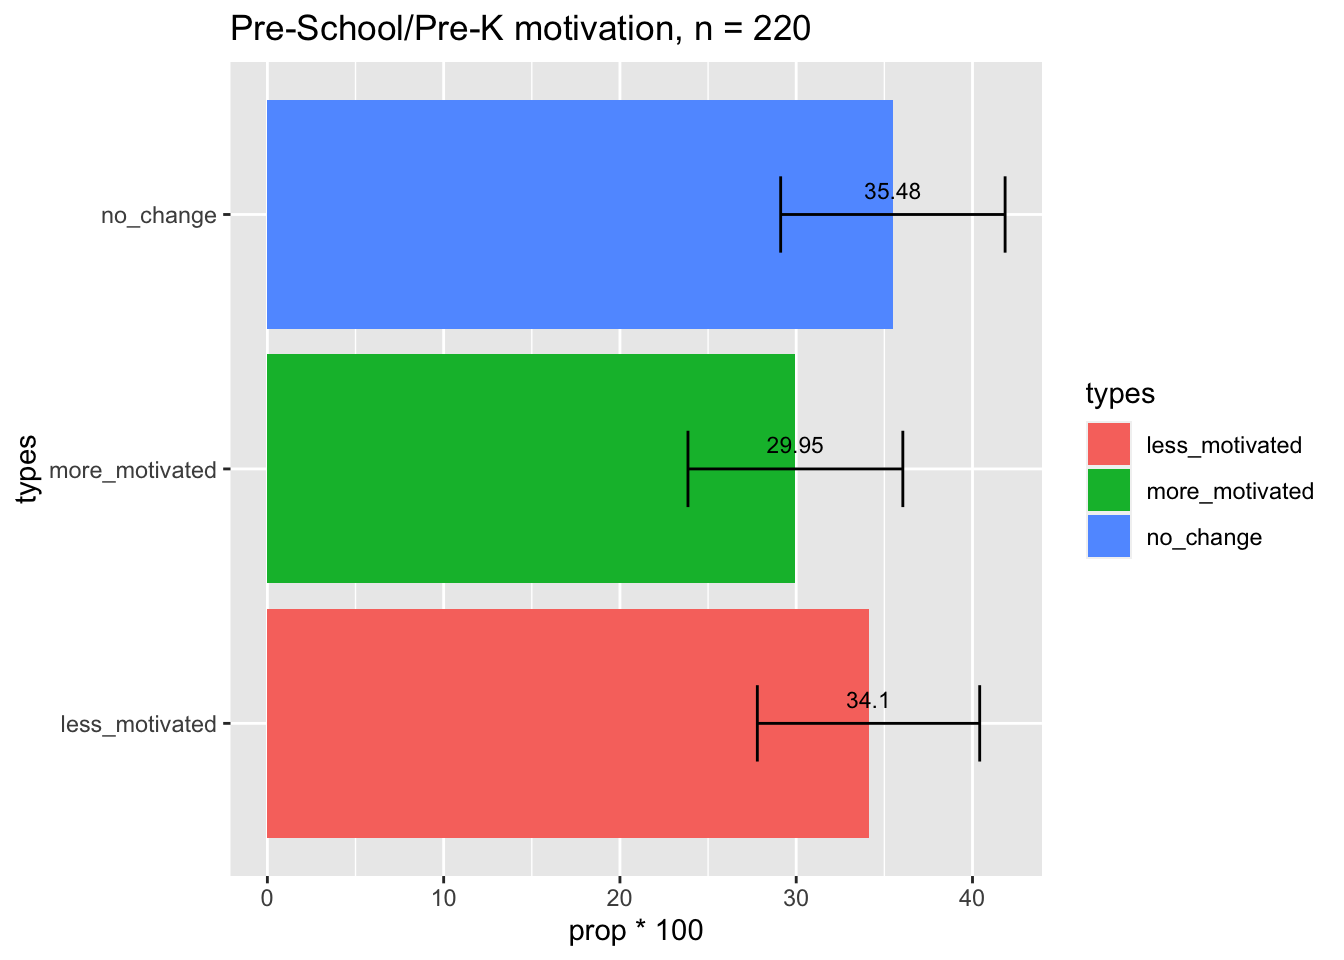 Pre-School/Pre-K motivation, n = 220
types
no_change
35.48
more_motivated
29.95
less_motivated
34.1
0 10 20 30 40
prop * 100
types
less_motivated
more_motivated
no_change